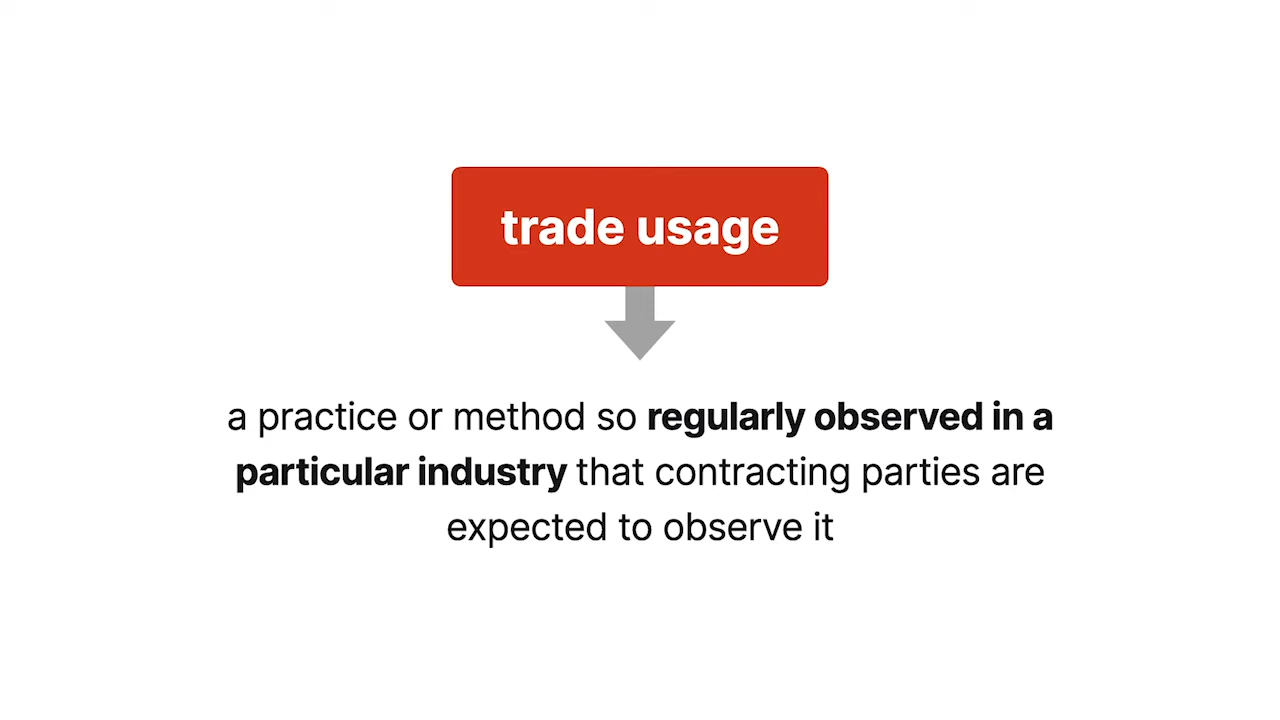 trade usage
a practice or method so regularly observed in a
particular industry that contracting parties are
expected to observe it